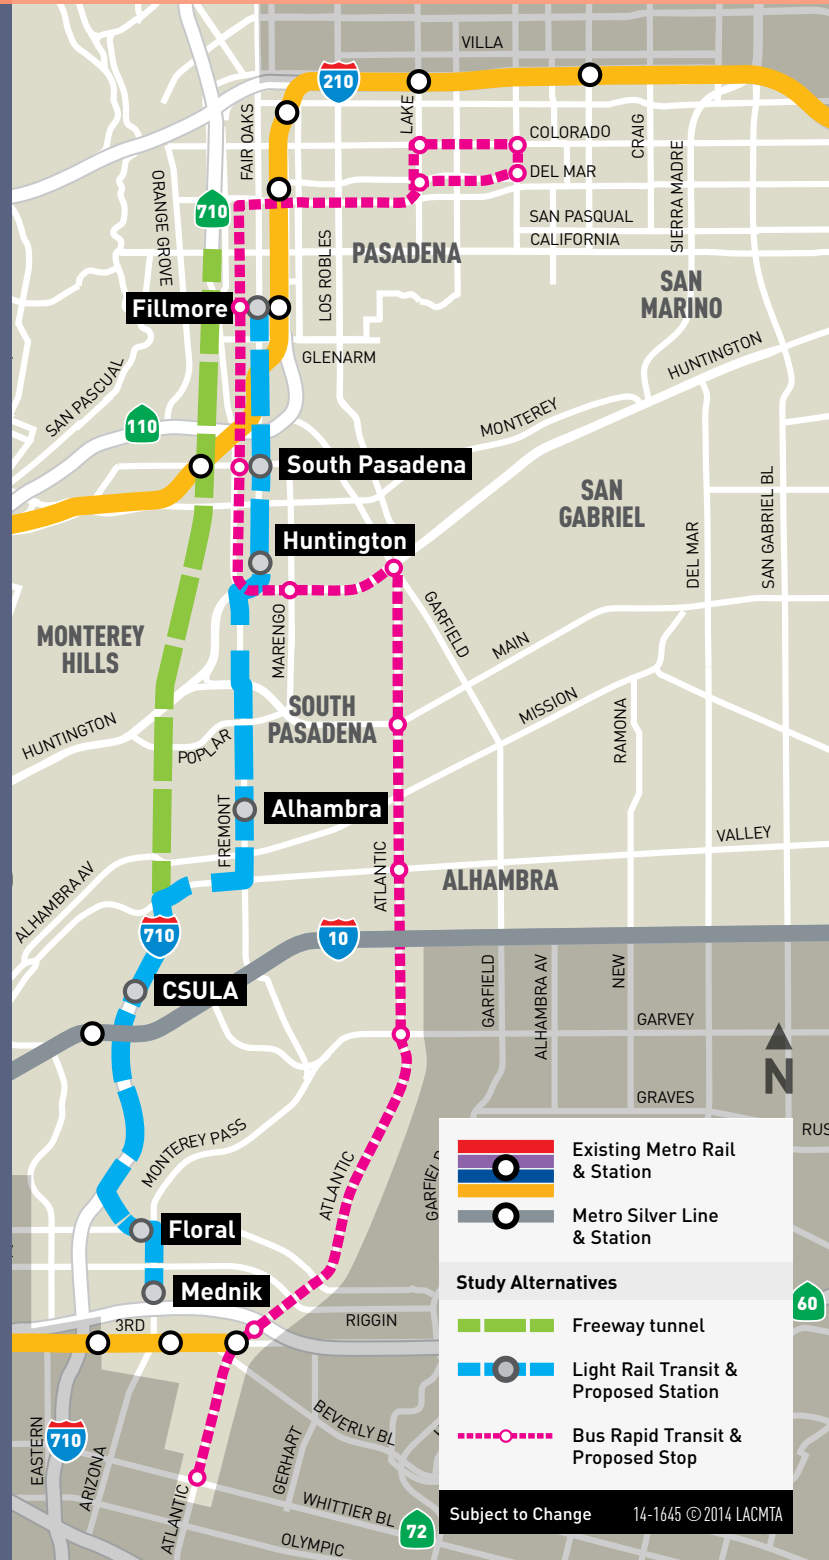 VILLA
210
LAKE
COLORADO
FAIR OAKS
CRAIG
DEL MAR
SIERRA MADRE
ORANGE GROVE
710
SAN PASQUAL
CALIFORNIA
LOS ROBLES
PASADENA
SAN
MARINO
Fillmore
GLENARM
HUNTINGTON
SAN PASCUAL
110
MONTEREY
South Pasadena
SAN
GABRIEL
SAN GABRIEL BL
DEL MAR
Huntington
GARFIELD
MARENGO
MONTEREY
HILLS
MAIN
MISSION
SOUTH
PASADENA
RAMONA
HUNTINGTON
POPLAR
Alhambra
FREMONT
VALLEY
ATLANTIC
ALHAMBRA
ALHAMBRA AV
710
10
CSULA
GARFIELD
ALHAMBRA AV
NEW
GARVEY
N
GRAVES
RUS
MONTEREY PASS
ATLANTIC
GARFIEL
Floral
Mednik
3RD
RIGGIN
60
EASTERN
710
ARIZONA
ATLANTIC
GERHART
BEVERLY BL
WHITTIER BL
72
OLYMPIC
Existing Metro Rail
& Station
Metro Silver Line
& Station
Study Alternatives
Freeway tunnel
Light Rail Transit &
Proposed Station
Bus Rapid Transit &
Proposed Stop
Subject to Change 14-1645 © 2014 LACMTA